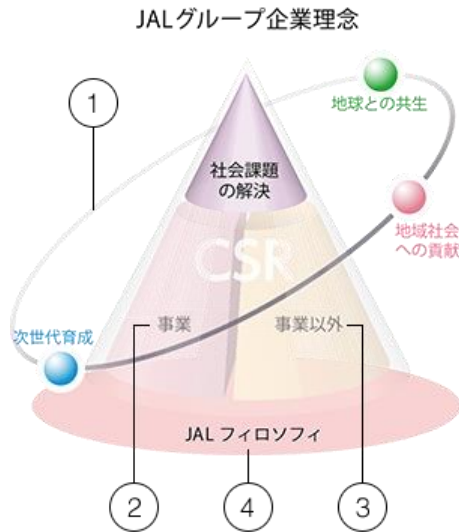 JALグループ企業理念
1
地球との共生
社会課題
の解決
地域社会
への貢献
CSR
事業
事業以外
次世代育成
JAL フィロソフィ
2
4
3